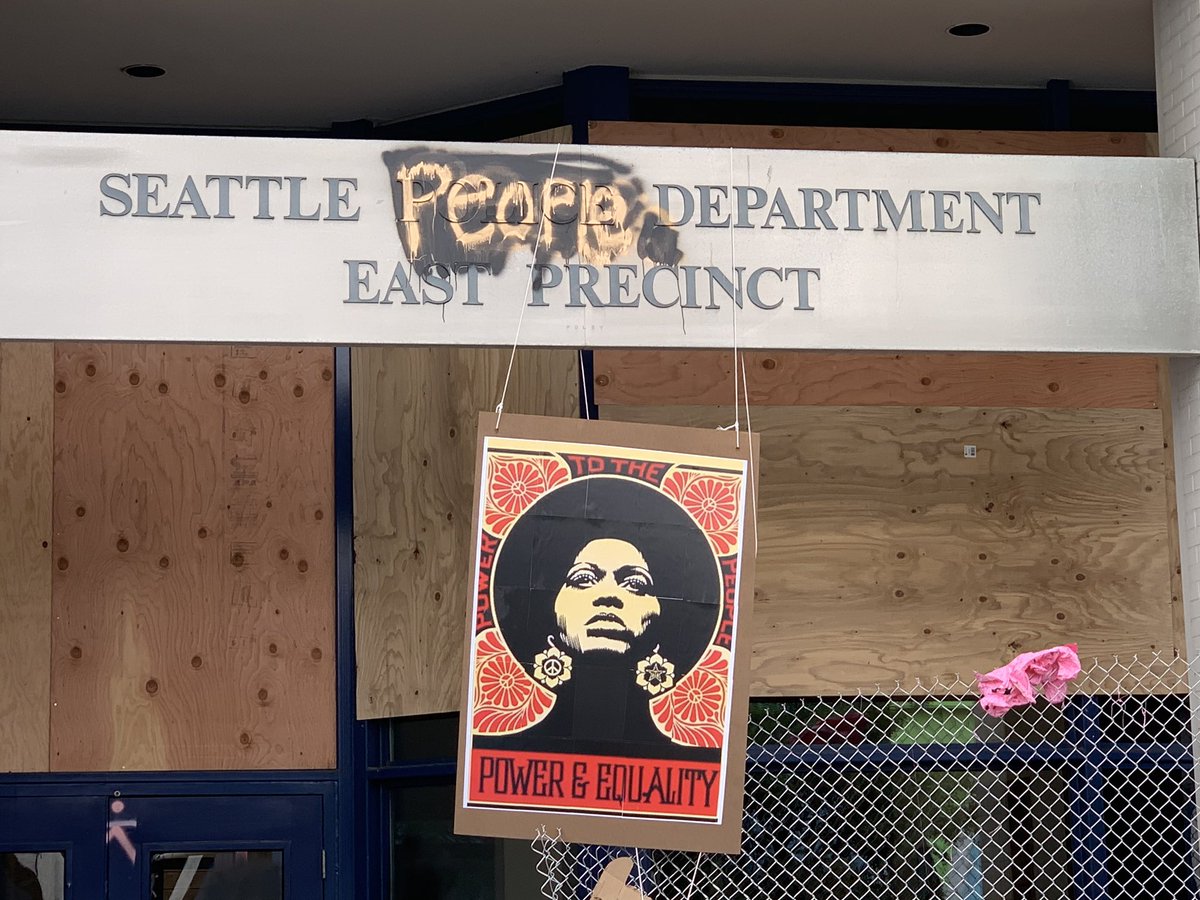 SEATTLE People DEPARTMENT
EAST PRECINCT
POWER TO THE PEOPLE
POWER & EQUALITY